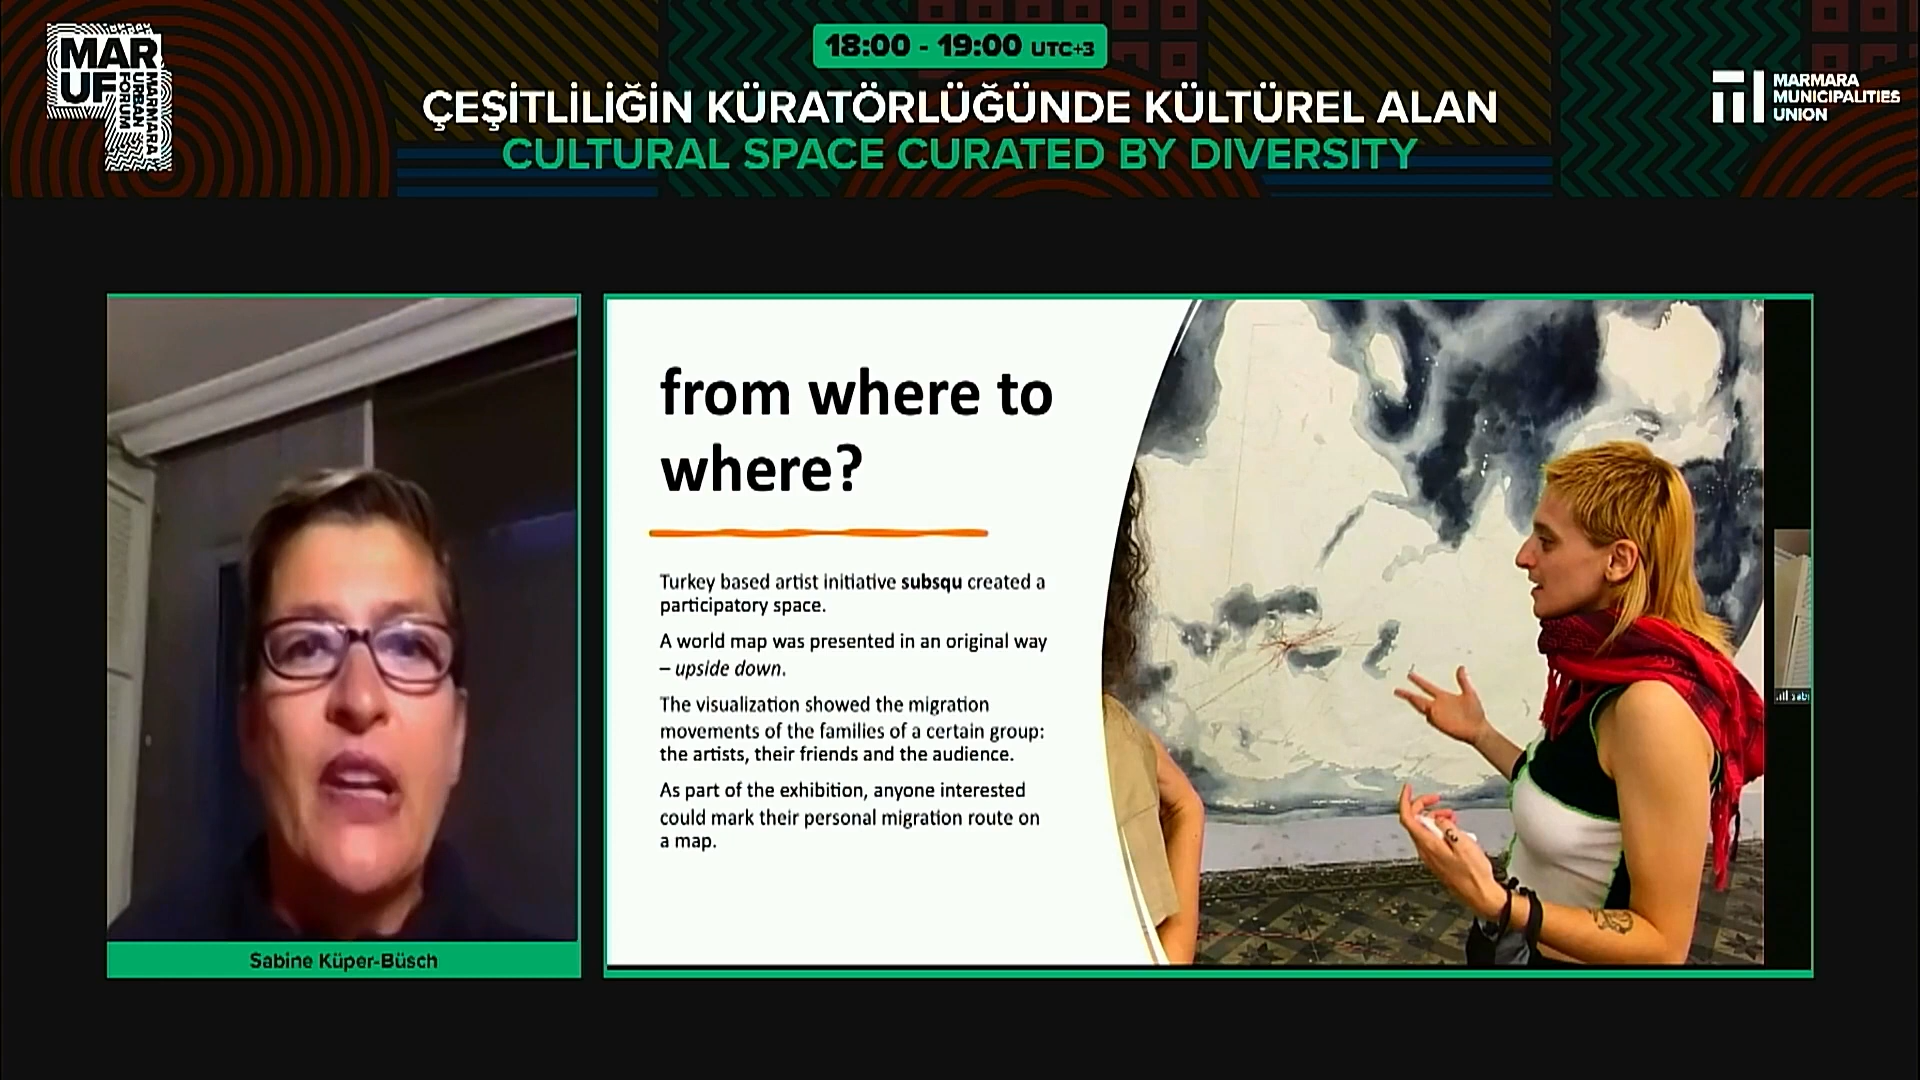 MAR
UF
MARMARA
URBAN
FORUM
18:00 - 19:00 UTC+3
ÇEŞİTLİLİĞİN KÜRATÖRLÜĞÜNDE KÜLTÜREL ALAN
CULTURAL SPACE CURATED BY DIVERSITY
MARMARA
MUNICIPALITIES
UNION
from where to
where?
Turkey based artist initiative subsqu created a
participatory space.
A world map was presented in an original way
– upside down.
The visualization showed the migration
movements of the families of a certain group:
the artists, their friends and the audience.
As part of the exhibition, anyone interested
could mark their personal migration route on
a map.
Sabine Küper-Büsch